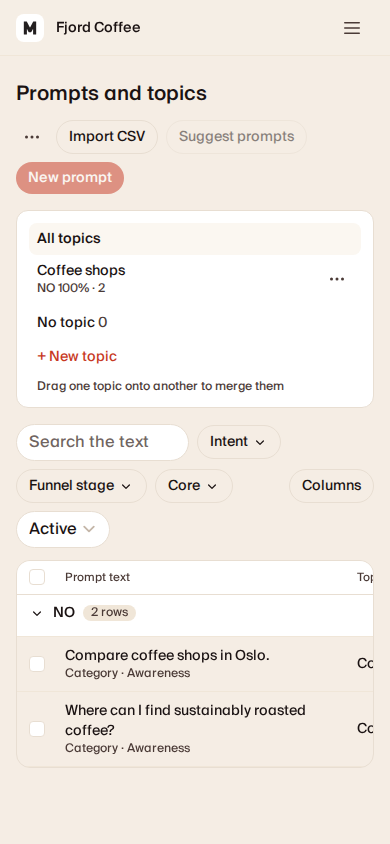 M Fjord Coffee
Prompts and topics
Import CSV Suggest prompts
New prompt
All topics
Coffee shops
NO 100% · 2
No topic 0
+ New topic
Drag one topic onto another to merge them
Search the text Intent
Funnel stage Core Columns
Active
Prompt text Top
NO 2 rows
Compare coffee shops in Oslo. Co
Category · Awareness
Where can I find sustainably roasted
coffee? Co
Category · Awareness